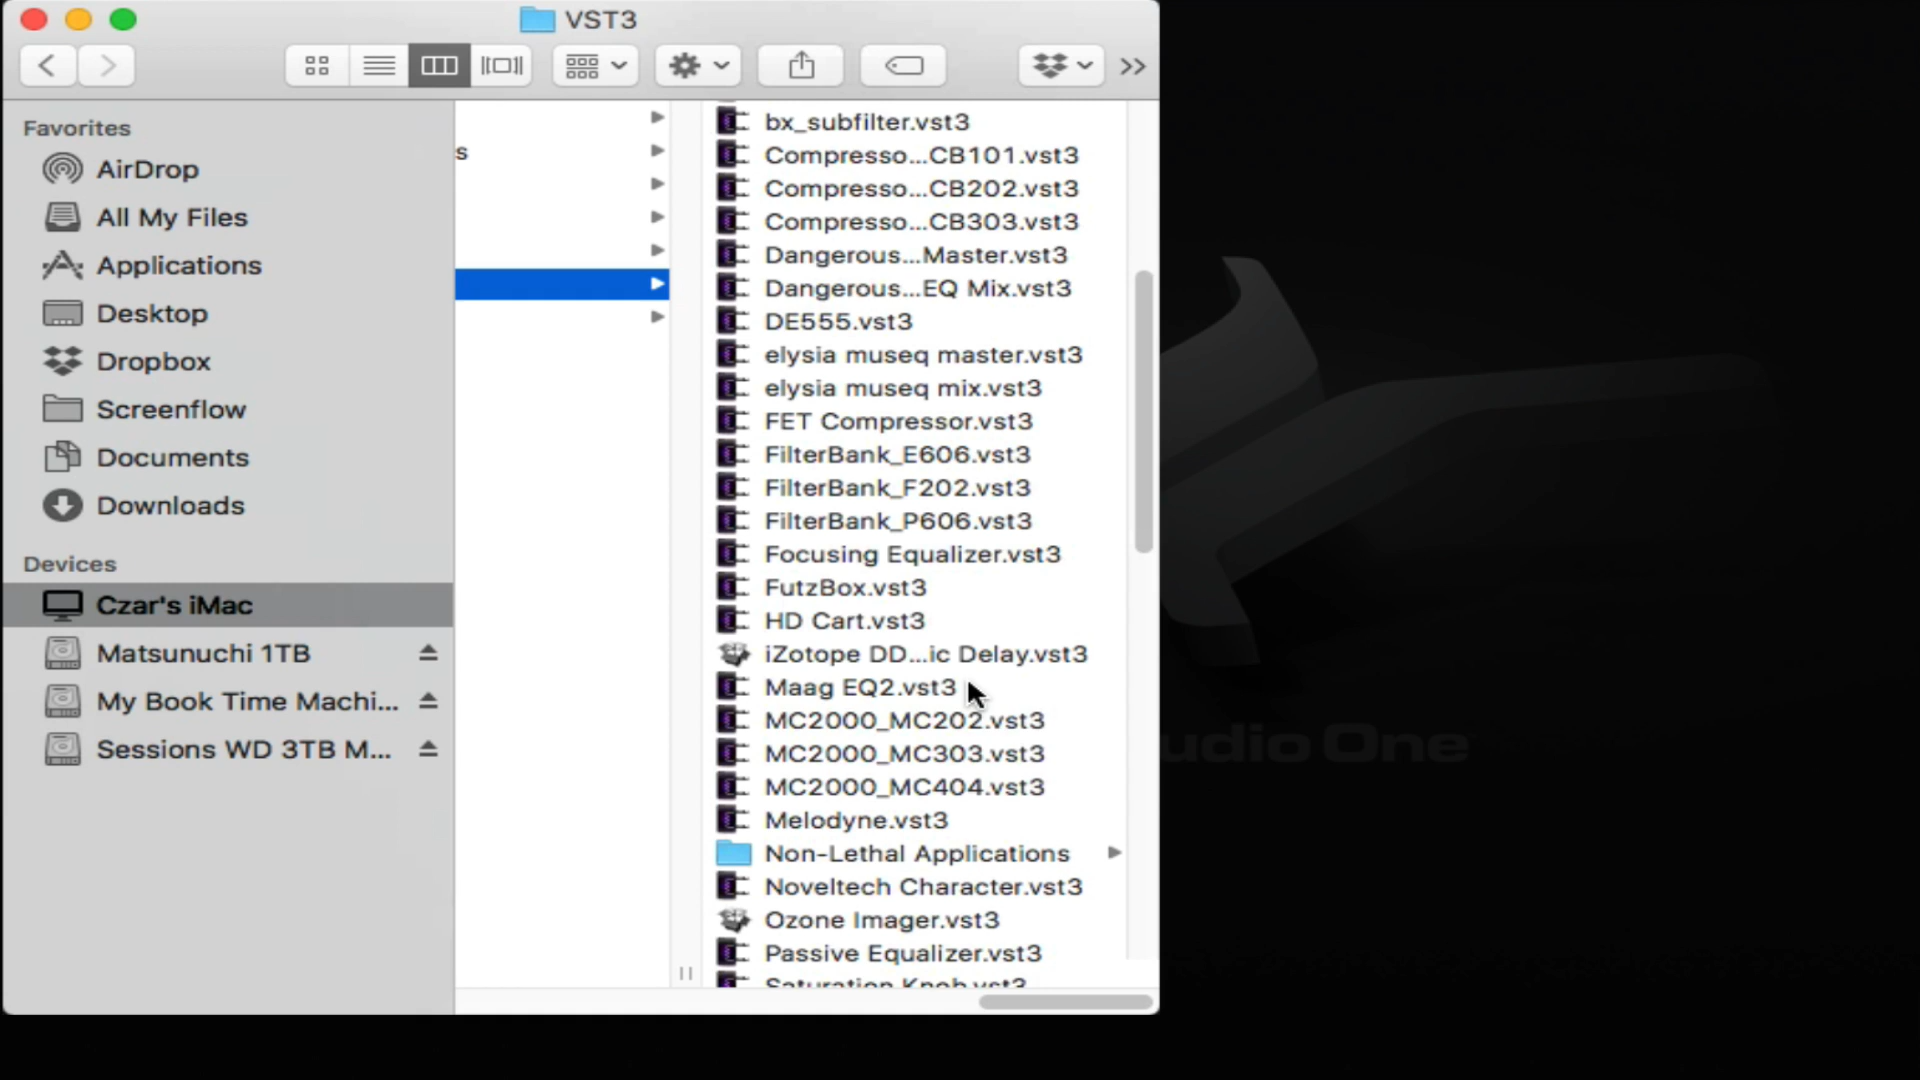 VST3
Favorites
AirDrop
All My Files
Applications
Desktop
Dropbox
Screenflow
Documents
Downloads
Devices
Czar's iMac
Matsunuchi 1TB
My Book Time Machi...
Sessions WD 3TB M...
s
bx_subfilter.vst3
Compresso...CB101.vst3
Compresso...CB202.vst3
Compresso...CB303.vst3
Dangerous...Master.vst3
Dangerous...EQ Mix.vst3
DE555.vst3
elysia museq master.vst3
elysia museq mix.vst3
FET Compressor.vst3
FilterBank_E606.vst3
FilterBank_F202.vst3
FilterBank_P606.vst3
Focusing Equalizer.vst3
FutzBox.vst3
HD Cart.vst3
iZotope DD...ic Delay.vst3
Maag EQ2.vst3
MC2000_MC202.vst3
MC2000_MC303.vst3
MC2000_MC404.vst3
Melodyne.vst3
Non-Lethal Applications
Noveltech Character.vst3
Ozone Imager.vst3
Passive Equalizer.vst3
Saturation Knob.vst3
udio One